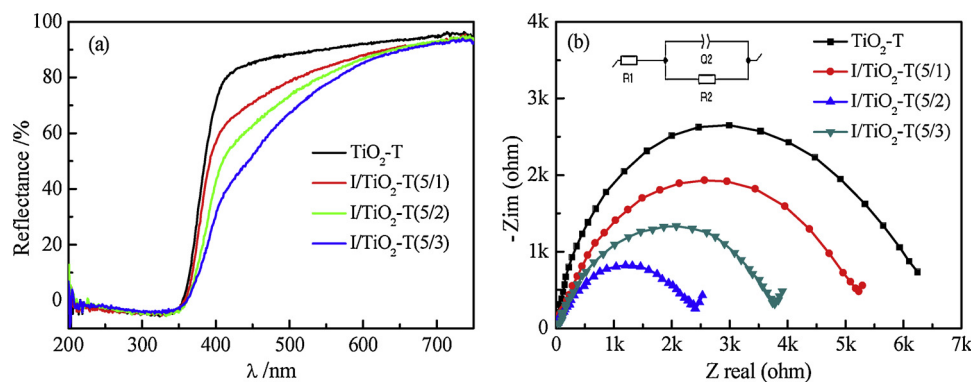 (a)
Reflectance /%
100
80
60
40
20
0
200
300
400
500
600
700
λ /nm
TiO2-T
I/TiO2-T(5/1)
I/TiO2-T(5/2)
I/TiO2-T(5/3)
(b)
-Zim (ohm)
4k
3k
2k
1k
0
0
1k
2k
3k
4k
5k
6k
7k
Z real (ohm)
R1
Q2
R2
TiO2-T
I/TiO2-T(5/1)
I/TiO2-T(5/2)
I/TiO2-T(5/3)